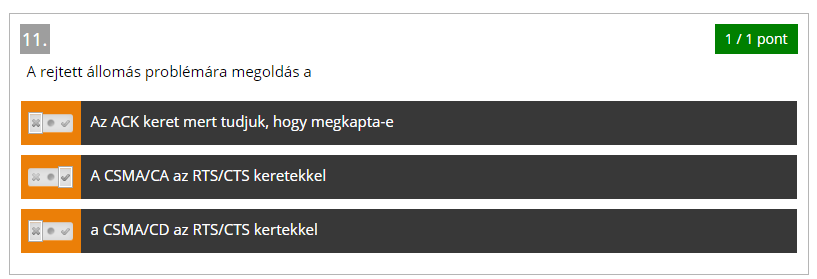 11.
1 / 1 pont
A rejtett állomás problémára megoldás a
Az ACK keret mert tudjuk, hogy megkapta-e
A CSMA/CA az RTS/CTS keretekkel
a CSMA/CD az RTS/CTS kertekkel